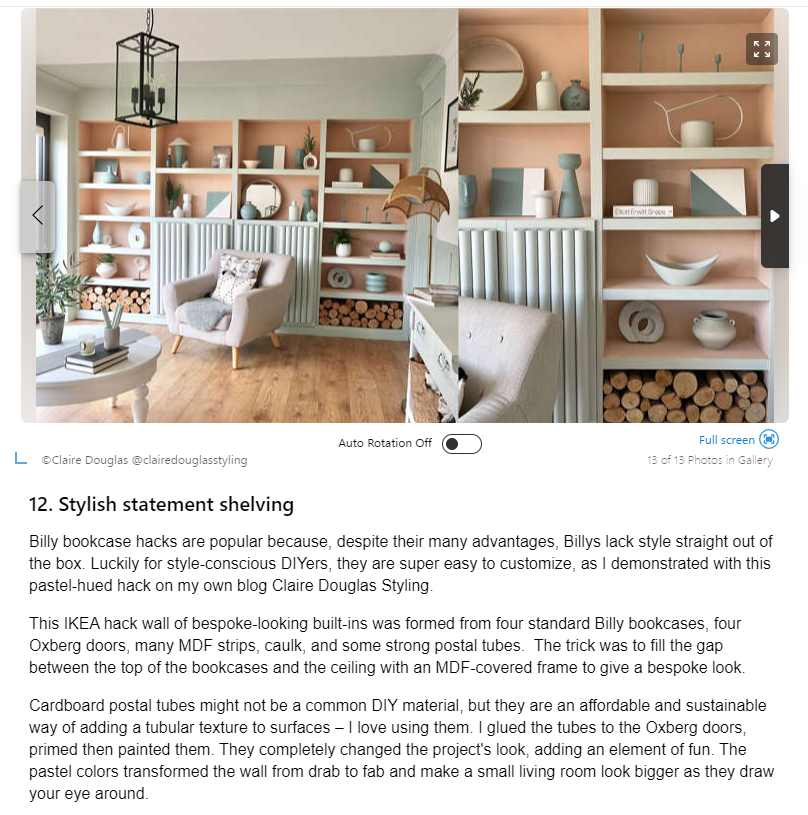 Auto Rotation Off
Full screen
©Claire Douglas @clairedouglasstyling
13 of 13 Photos in Gallery
12. Stylish statement shelving
Billy bookcase hacks are popular because, despite their many advantages, Billys lack style straight out of
the box. Luckily for style-conscious DIYers, they are super easy to customize, as I demonstrated with this
pastel-hued hack on my own blog Claire Douglas Styling.
This IKEA hack wall of bespoke-looking built-ins was formed from four standard Billy bookcases, four
Oxberg doors, many MDF strips, caulk, and some strong postal tubes.  The trick was to fill the gap
between the top of the bookcases and the ceiling with an MDF-covered frame to give a bespoke look.
Cardboard postal tubes might not be a common DIY material, but they are an affordable and sustainable
way of adding a tubular texture to surfaces – I love using them. I glued the tubes to the Oxberg doors,
primed then painted them. They completely changed the project's look, adding an element of fun. The
pastel colors transformed the wall from drab to fab and make a small living room look bigger as they draw
your eye around.